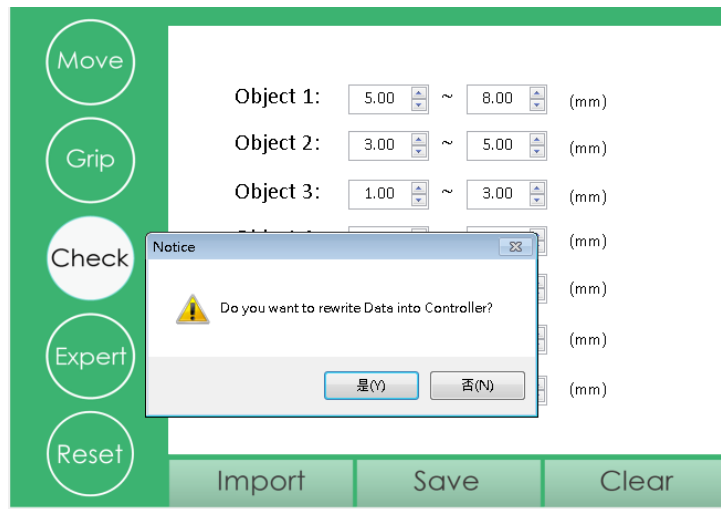 Move
Grip
Check
Expert
Reset
Object 1: 5.00 ~ 8.00 (mm)
Object 2: 3.00 ~ 5.00 (mm)
Object 3: 1.00 ~ 3.00 (mm)
(mm)
(mm)
(mm)
(mm)
Notice
Do you want to rewrite Data into Controller?
是(Y) 否(N)
Import Save Clear